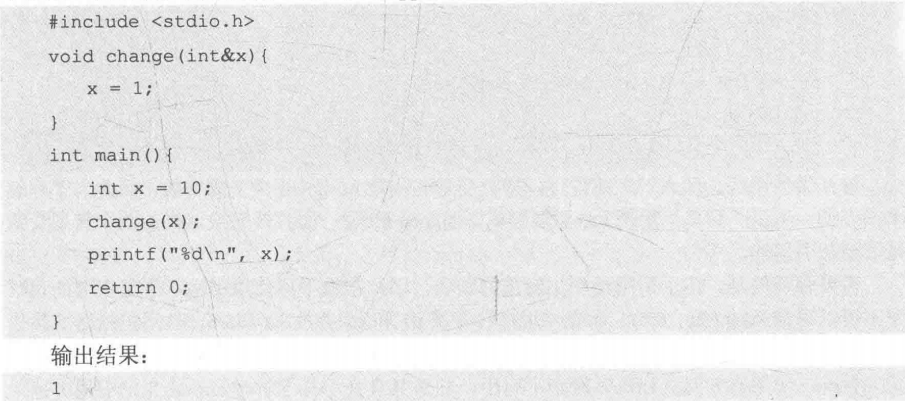 #include <stdio.h>
void change(int&x){
    x = 1;
}
int main(){
    int x = 10;
    change(x);
    printf("%d\n", x);
    return 0;
}
输出结果:
1